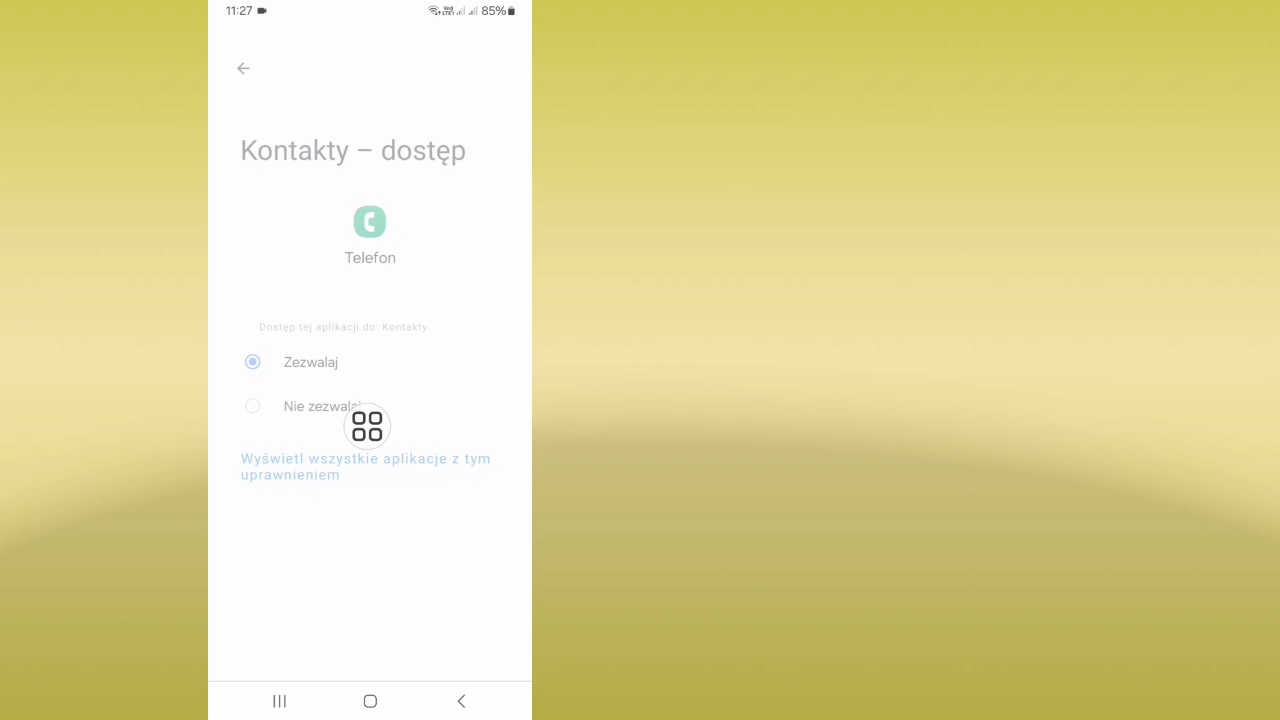 11:27
85%
Kontakty – dostęp
Telefon
Dostęp tej aplikacji do: Kontakty
Zezwalaj
Nie zezwalaj
Wyświetl wszystkie aplikacje z tym
uprawnieniem